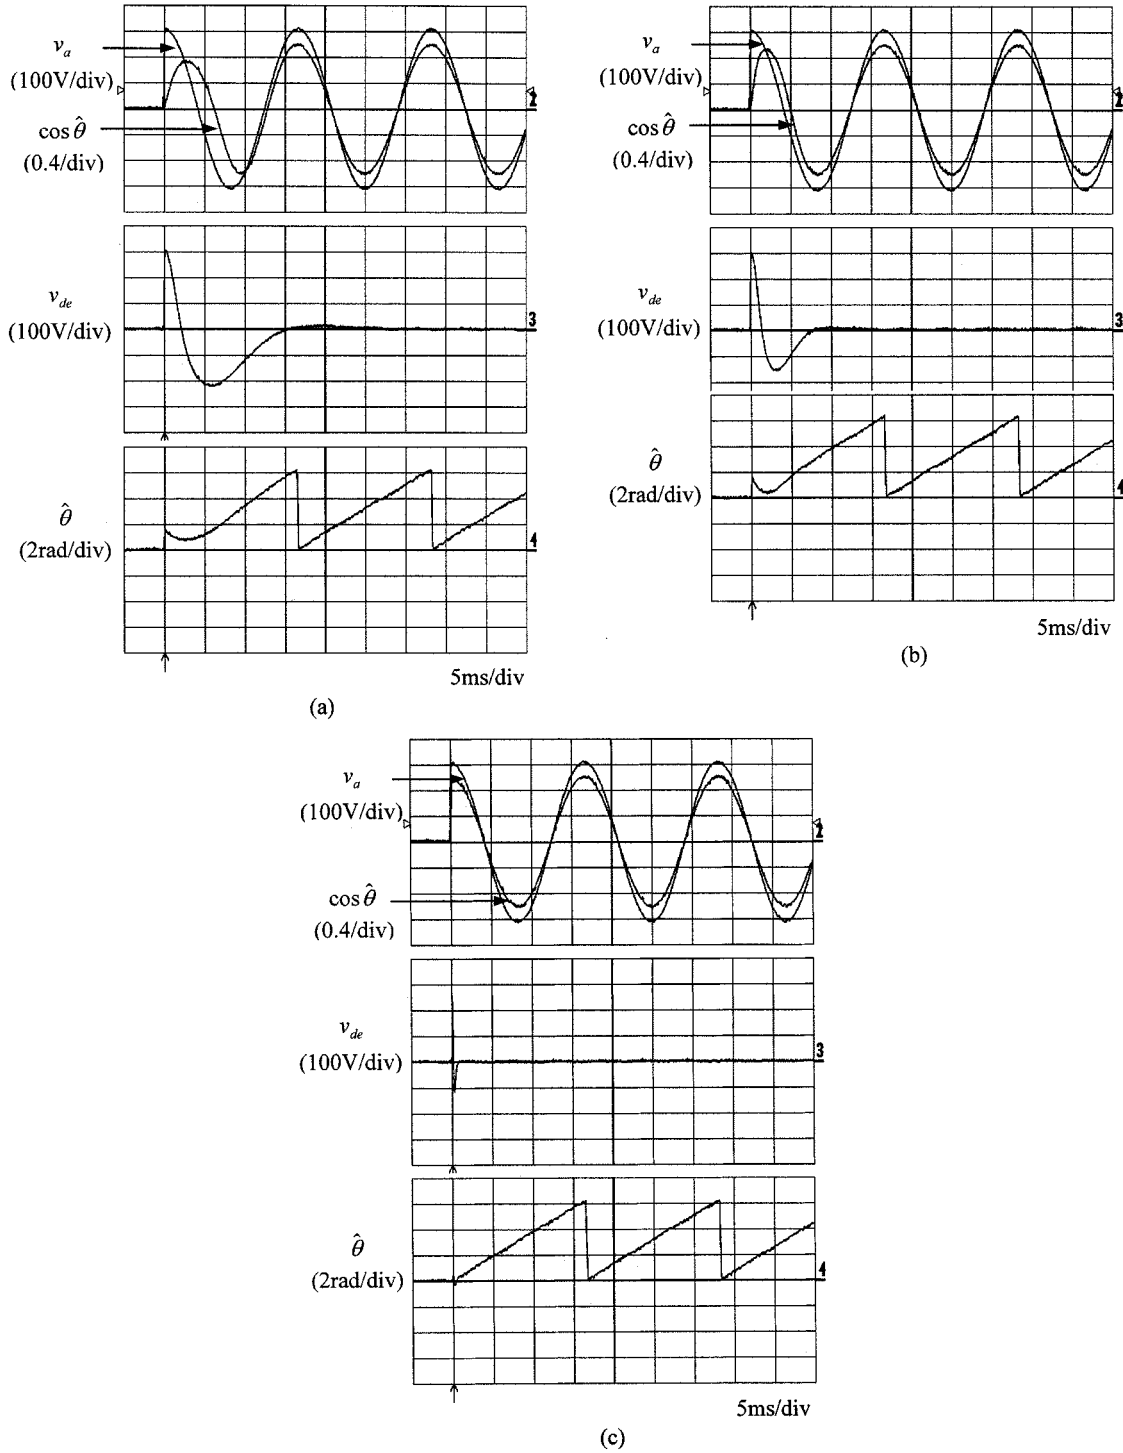 v_a
(100V/div)
cos θ̂
(0.4/div)
2
v_de
(100V/div)
3
θ̂
(2rad/div)
4
5ms/div
(a)
v_a
(100V/div)
cos θ̂
(0.4/div)
2
v_de
(100V/div)
3
θ̂
(2rad/div)
4
5ms/div
(b)
v_a
(100V/div)
cos θ̂
(0.4/div)
2
v_de
(100V/div)
3
θ̂
(2rad/div)
4
5ms/div
(c)